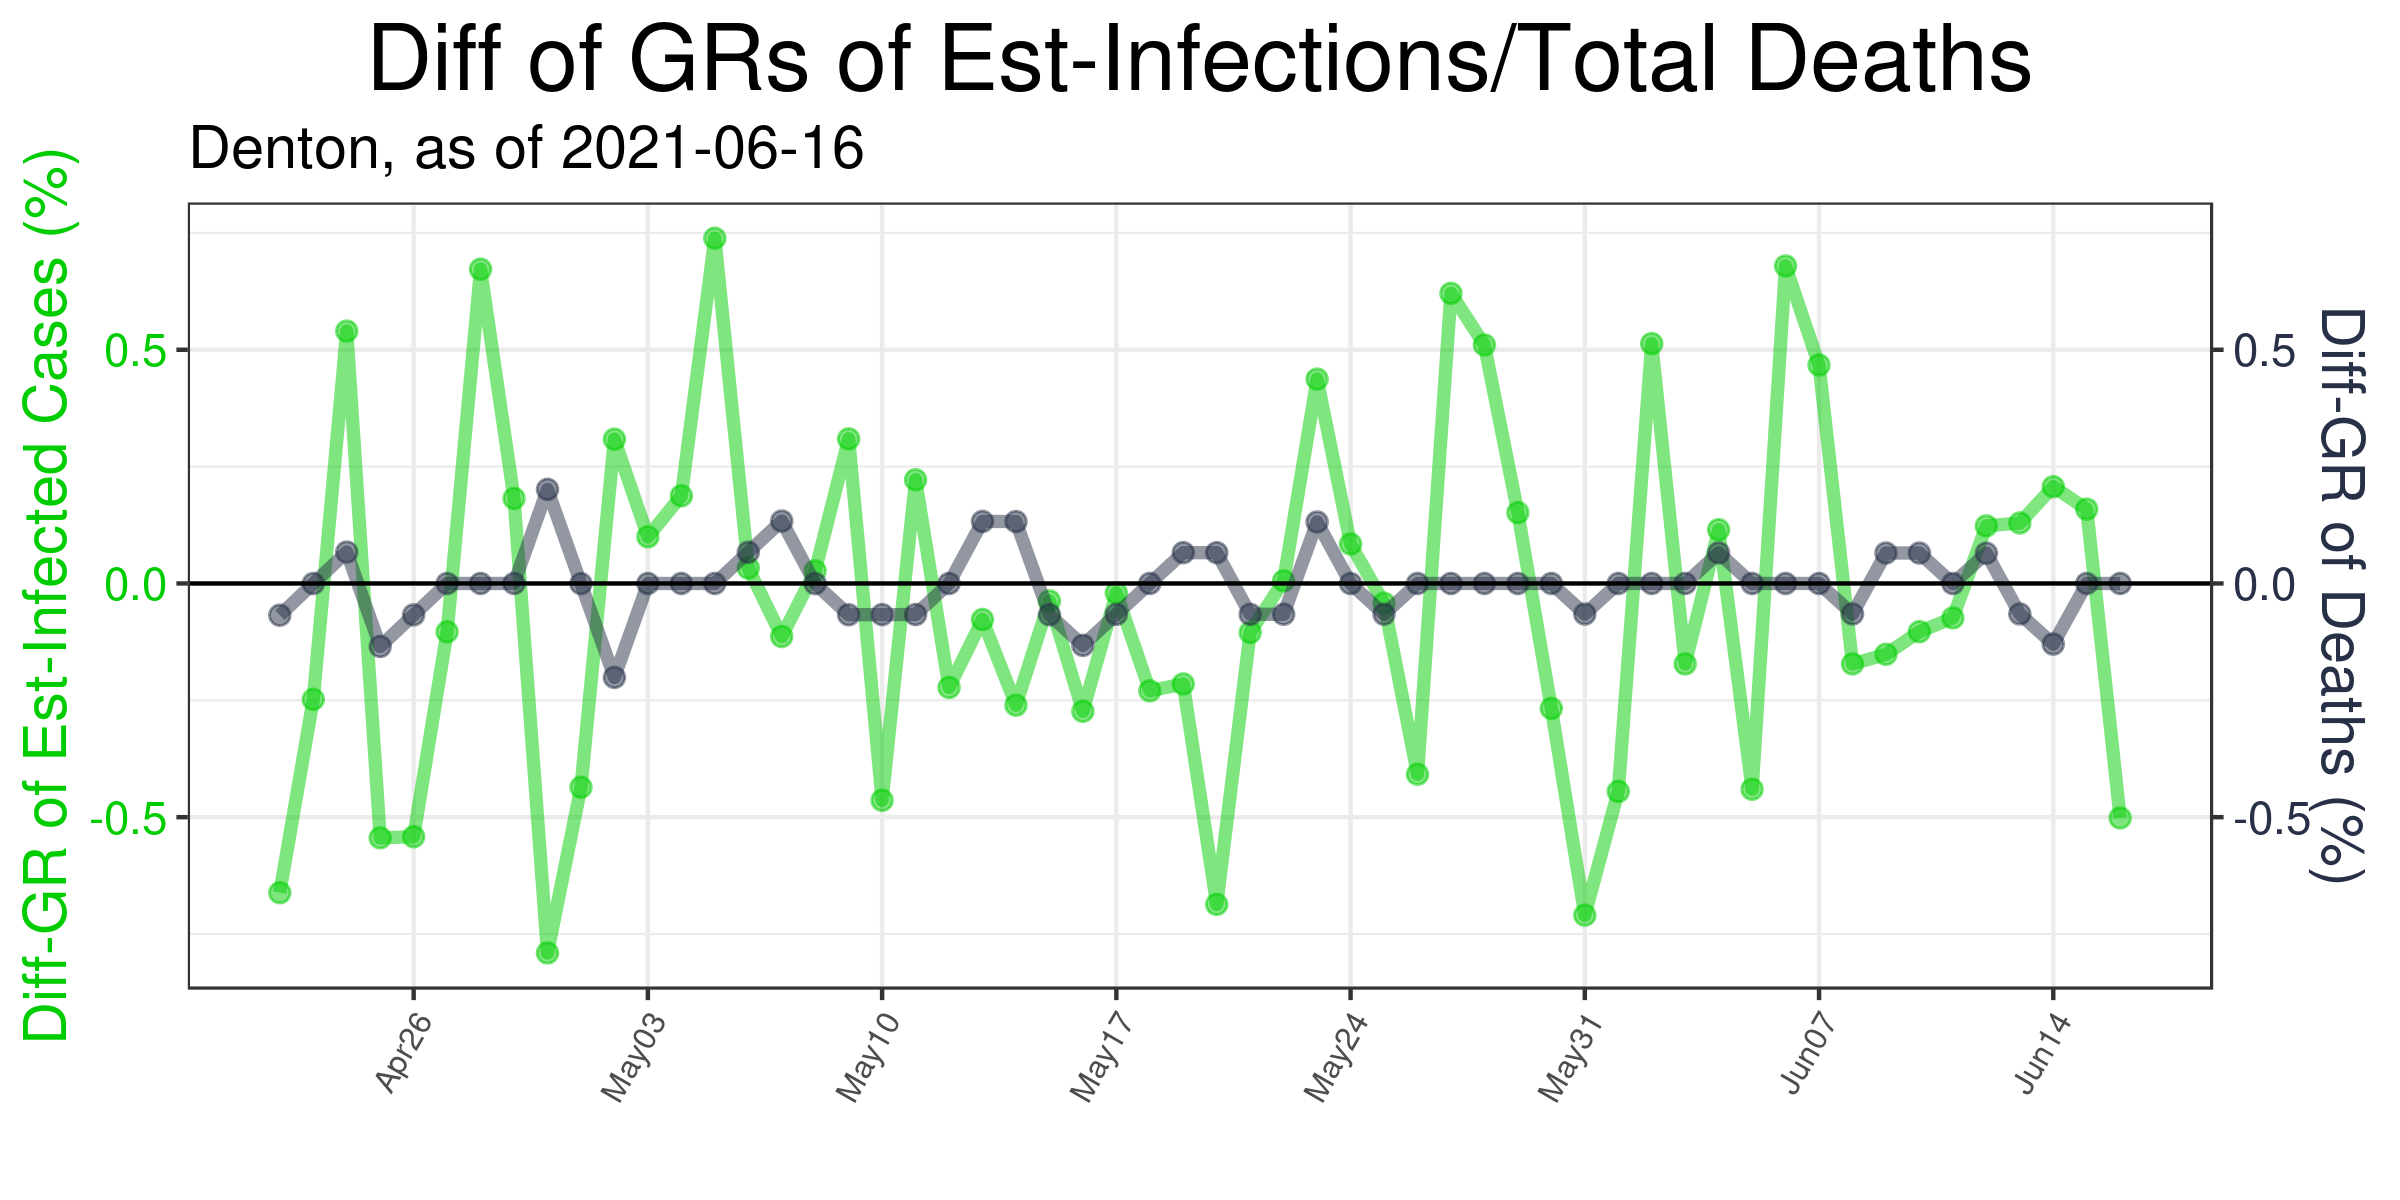 Diff of GRs of Est-Infections/Total Deaths
Denton, as of 2021-06-16
Diff-GR of Est-Infected Cases (%)
0.5
0.0
-0.5
0.5
0.0
-0.5
Diff-GR of Deaths (%)
Apr26
May03
May10
May17
May24
May31
Jun07
Jun14